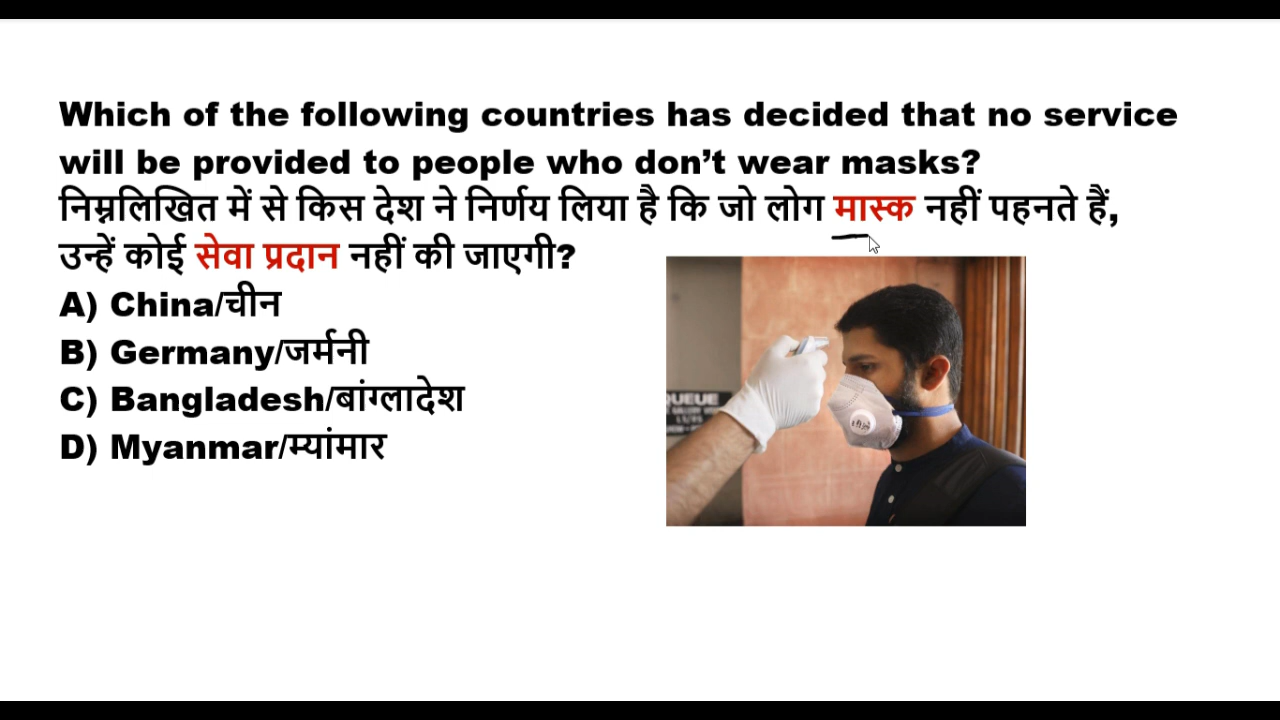 Which of the following countries has decided that no service
will be provided to people who don’t wear masks?
निम्नलिखित में से किस देश ने निर्णय लिया है कि जो लोग मास्क नहीं पहनते हैं,
उन्हें कोई सेवा प्रदान नहीं की जाएगी?
A) China/चीन
B) Germany/जर्मनी
C) Bangladesh/बांग्लादेश
D) Myanmar/म्यांमार
QUEUE